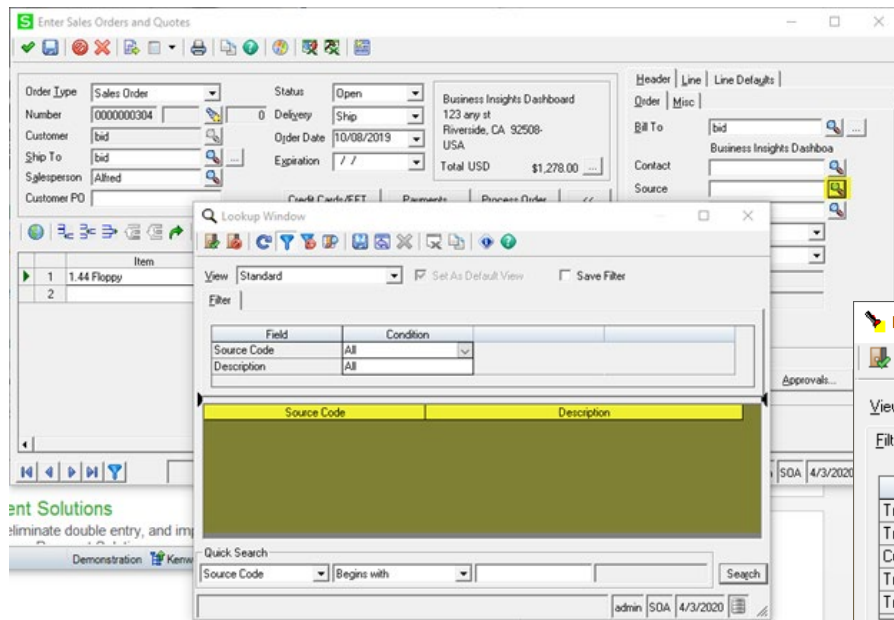 Enter Sales Orders and Quotes
Order Type Sales Order
Number 0000000304 0
Customer bid
Ship To bid
Salesperson Alfred
Customer PO
Status Open
Delivery Ship
Order Date 10/08/2019
Expiration / /
Business Insights Dashboard
123 any st
Riverside, CA 92508-
USA
Total USD $1,278.00 ...
Credit Cards/EFT Payments Process Order <<
Header Line Line Defaults
Order Misc
Bill To bid
Business Insights Dashboa
Contact
Source
Item
1 1.44 Floppy
2
Approvals...
SOA 4/3/2020
Lookup Window
View Standard Set As Default View Save Filter
Filter
Field Condition
Source Code All
Description All
Source Code Description
Quick Search
Source Code Begins with Search
admin SOA 4/3/2020
ent Solutions
eliminate double entry, and imp
Demonstration Kenw
View
Filt
Tr
Tr
Co
Tr
Tr